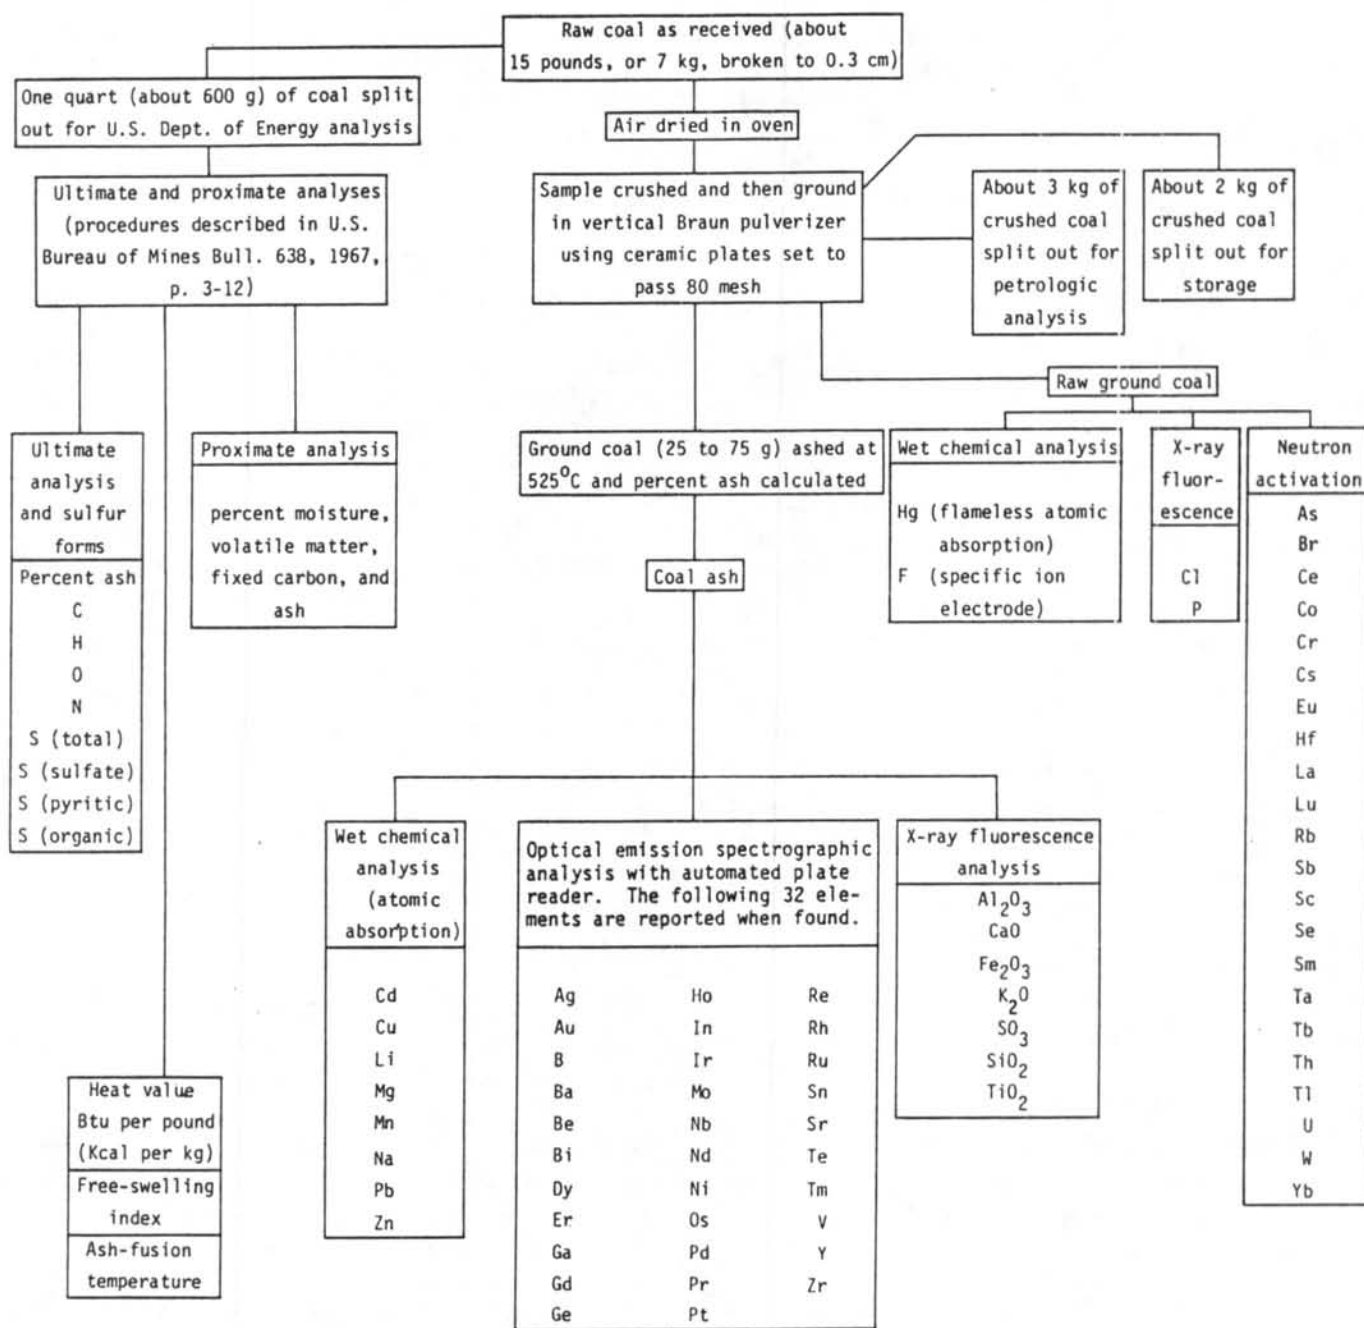 Raw coal as received (about
15 pounds, or 7 kg, broken to 0.3 cm)
One quart (about 600 g) of coal split
out for U.S. Dept. of Energy analysis
Air dried in oven
Ultimate and proximate analyses
(procedures described in U.S.
Bureau of Mines Bull. 638, 1967,
p. 3-12)
Sample crushed and then ground
in vertical Braun pulverizer
using ceramic plates set to
pass 80 mesh
About 3 kg of
crushed coal
split out for
petrologic
analysis
About 2 kg of
crushed coal
split out for
storage
Raw ground coal
Ultimate
analysis
and sulfur
forms
Percent ash
C
H
O
N
S (total)
S (sulfate)
S (pyritic)
S (organic)
Proximate analysis
percent moisture,
volatile matter,
fixed carbon, and
ash
Ground coal (25 to 75 g) ashed at
525°C and percent ash calculated
Coal ash
Wet chemical analysis
Hg (flameless atomic
absorption)
F (specific ion
electrode)
X-ray
fluor-
escence
Cl
P
Neutron
activation
As
Br
Ce
Co
Cr
Cs
Eu
Hf
La
Lu
Rb
Sb
Sc
Se
Sm
Ta
Tb
Th
Tl
U
W
Yb
Heat value
Btu per pound
(Kcal per kg)
Free-swelling
index
Ash-fusion
temperature
Wet chemical
analysis
(atomic
absorption)
Cd
Cu
Li
Mg
Mn
Na
Pb
Zn
Optical emission spectrographic
analysis with automated plate
reader. The following 32 ele-
ments are reported when found.
Ag Ho Re
Au In Rh
B Ir Ru
Ba Mo Sn
Be Nb Sr
Bi Nd Te
Dy Ni Tm
Er Os V
Ga Pd Y
Gd Pr Zr
Ge Pt
X-ray fluorescence
analysis
Al₂O₃
CaO
Fe₂O₃
K₂O
SO₃
SiO₂
TiO₂